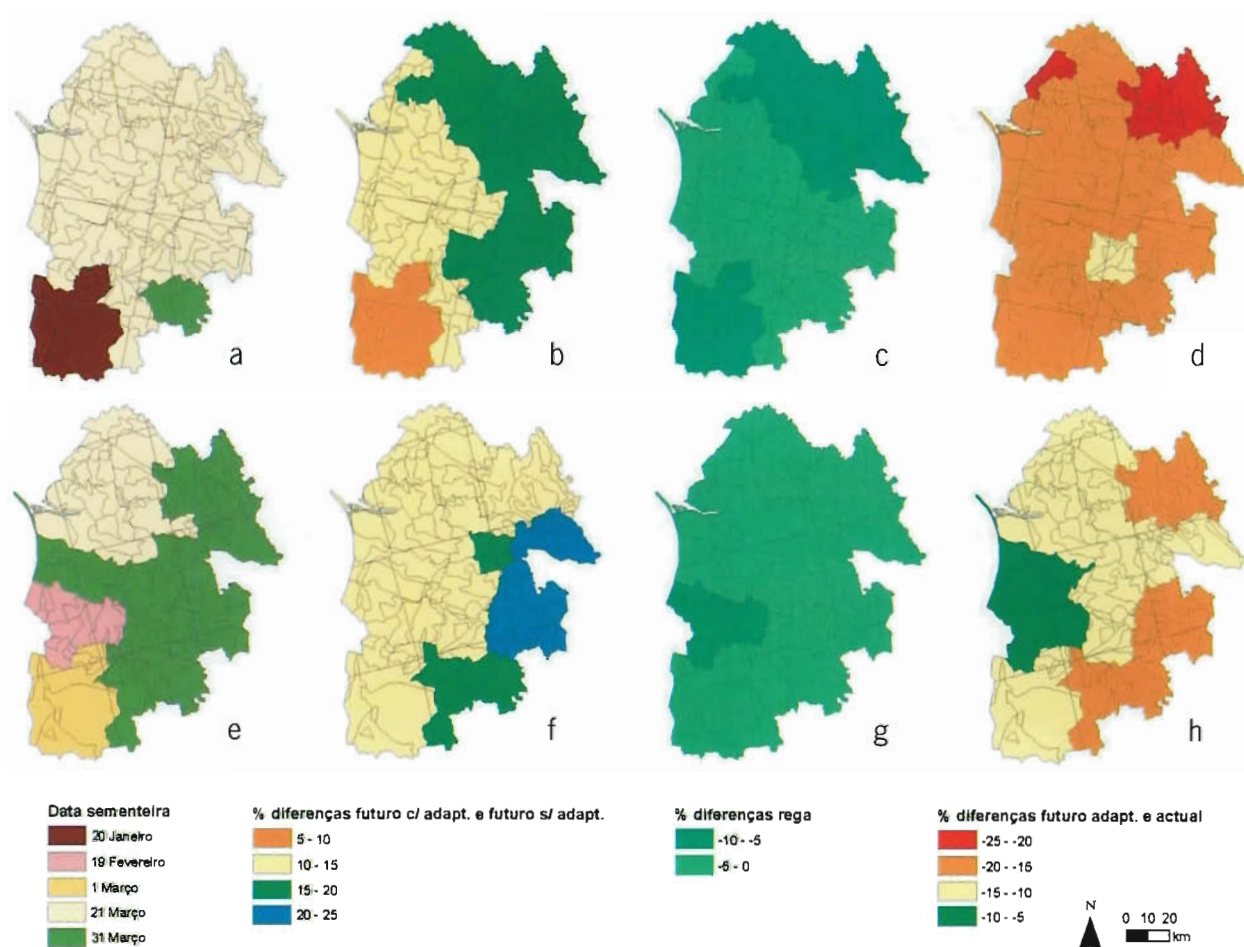 a
b
c
d
e
f
g
h
Data sementeira
20 Janeiro
19 Fevereiro
1 Março
21 Março
31 Março
% diferenças futuro c/ adapt. e futuro s/ adapt.
5 - 10
10 - 15
15 - 20
20 - 25
% diferenças rega
-10 - -5
-5 - 0
% diferenças futuro adapt. e actual
-25 - -20
-20 - -15
-15 - -10
-10 - -5
N
0 10 20
km